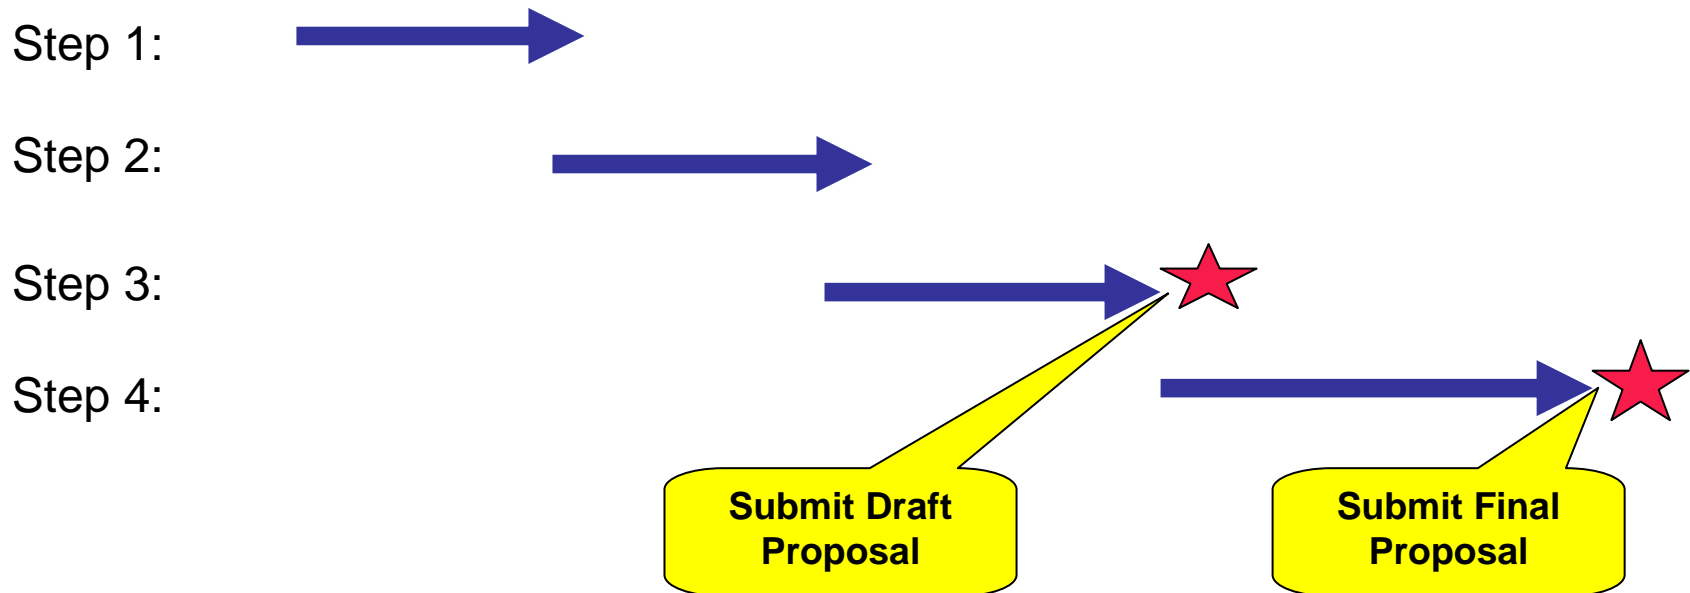 Step 1:
Step 2:
Step 3:
Step 4:
Submit Draft
Proposal
Submit Final
Proposal